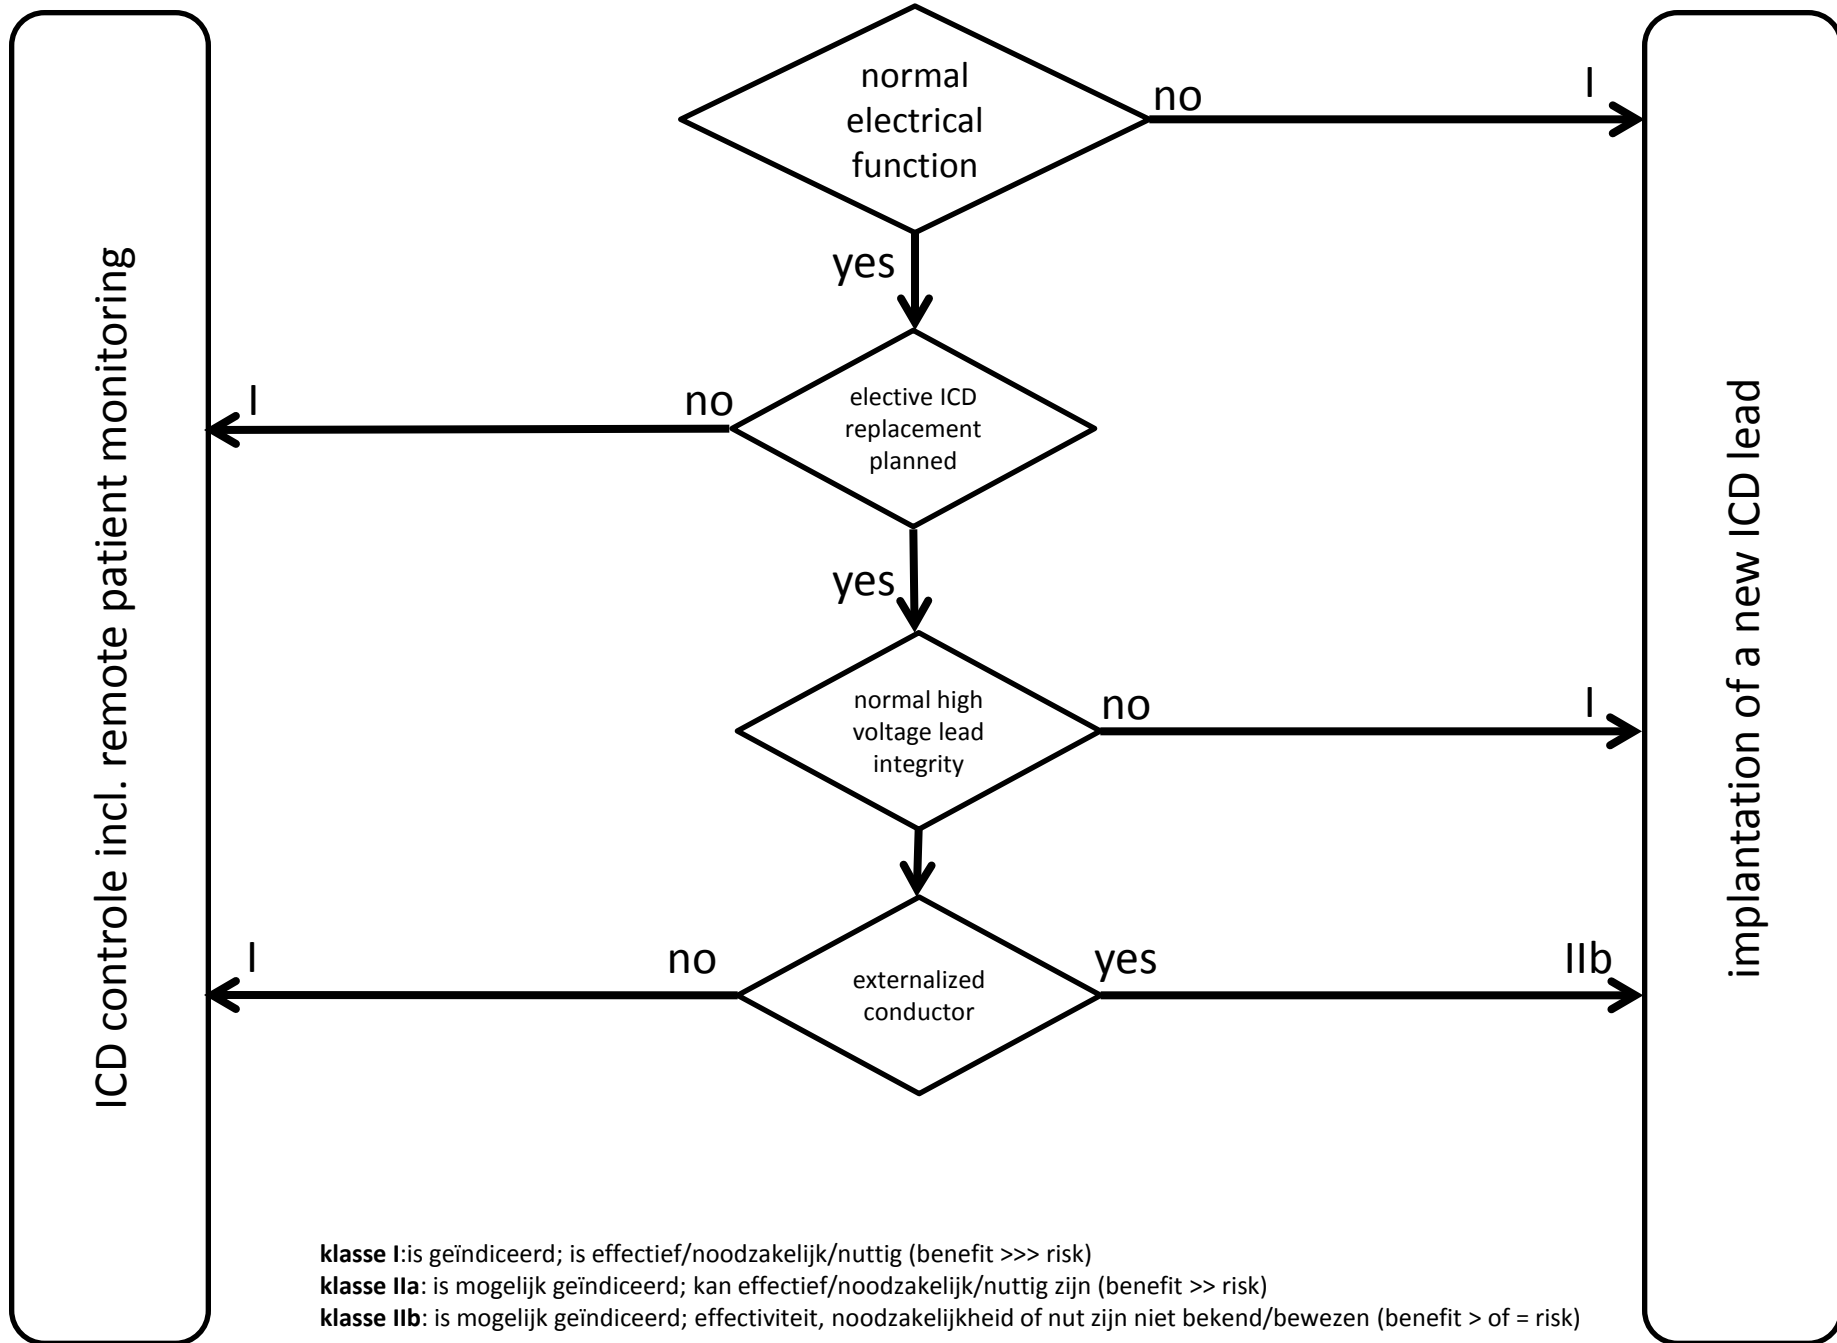 normal
electrical
function
no
I
yes
elective ICD
replacement
planned
no
I
yes
normal high
voltage lead
integrity
no
I
externalized
conductor
no
I
yes
IIb
ICD controle incl. remote patient monitoring
implantation of a new ICD lead
klasse I:is geïndiceerd; is effectief/noodzakelijk/nuttig (benefit >>> risk)
klasse IIa: is mogelijk geïndiceerd; kan effectief/noodzakelijk/nuttig zijn (benefit >> risk)
klasse IIb: is mogelijk geïndiceerd; effectiviteit, noodzakelijkheid of nut zijn niet bekend/bewezen (benefit > of = risk)